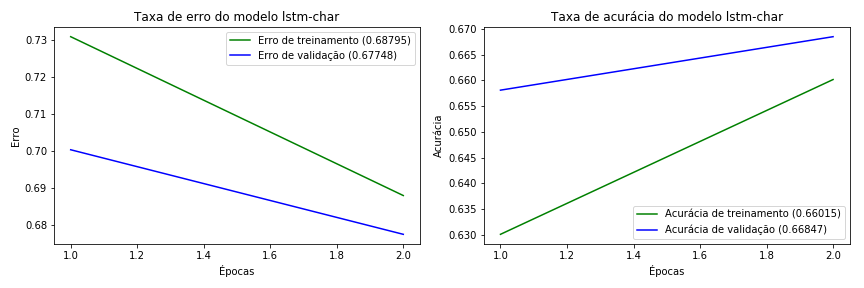 Taxa de erro do modelo lstm-char
Erro de treinamento (0.68795)
Erro de validação (0.67748)
0.73
0.72
0.71
0.70
0.69
0.68
Erro
1.0 1.2 1.4 1.6 1.8 2.0
Épocas
Taxa de acurácia do modelo lstm-char
0.670
0.665
0.660
0.655
0.650
0.645
0.640
0.635
0.630
Acurácia
Acurácia de treinamento (0.66015)
Acurácia de validação (0.66847)
1.0 1.2 1.4 1.6 1.8 2.0
Épocas